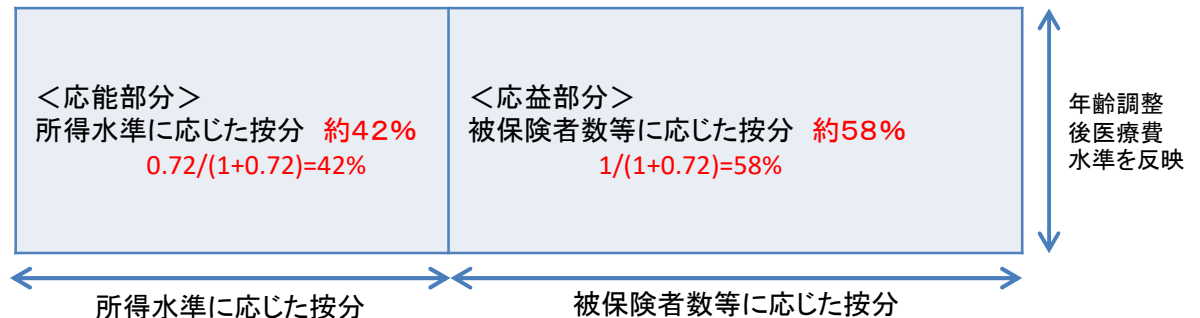 ＜応能部分＞
所得水準に応じた按分　約４２％
0.72/(1+0.72)=42%
＜応益部分＞
被保険者数等に応じた按分　約５８％
1/(1+0.72)=58%
年齢調整
後医療費
水準を反映
所得水準に応じた按分
被保険者数等に応じた按分